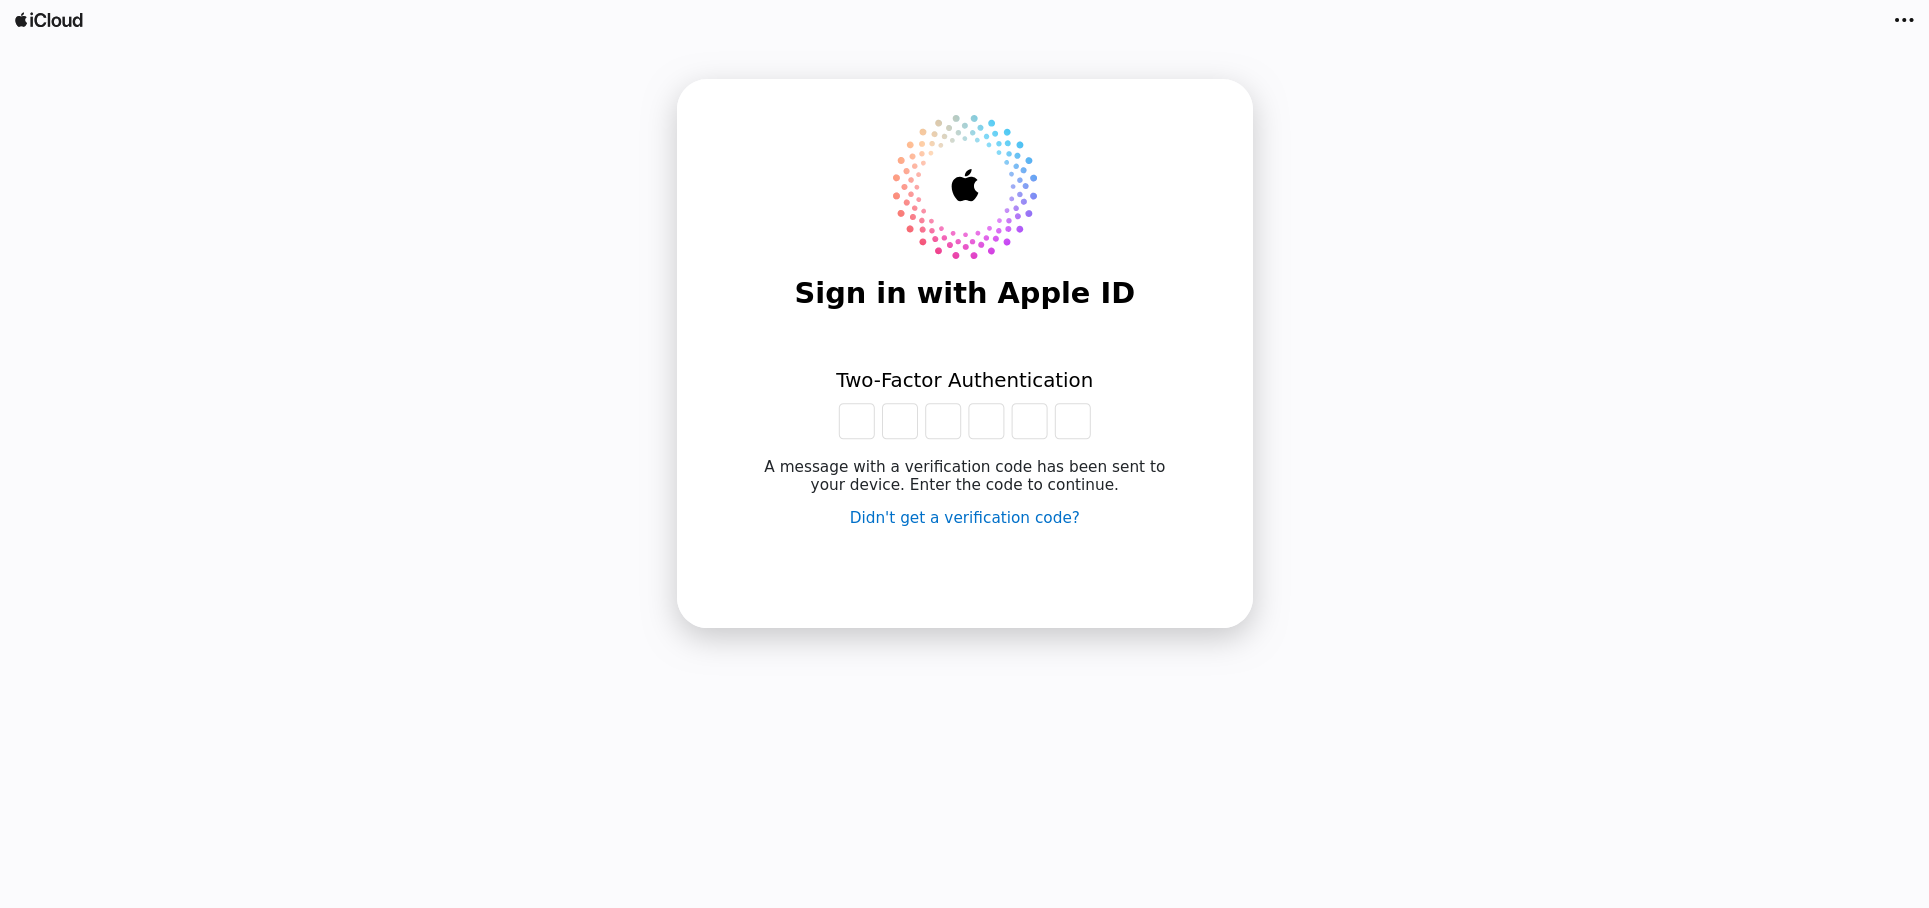 iCloud
Sign in with Apple ID
Two-Factor Authentication
A message with a verification code has been sent to
your device. Enter the code to continue.
Didn't get a verification code?